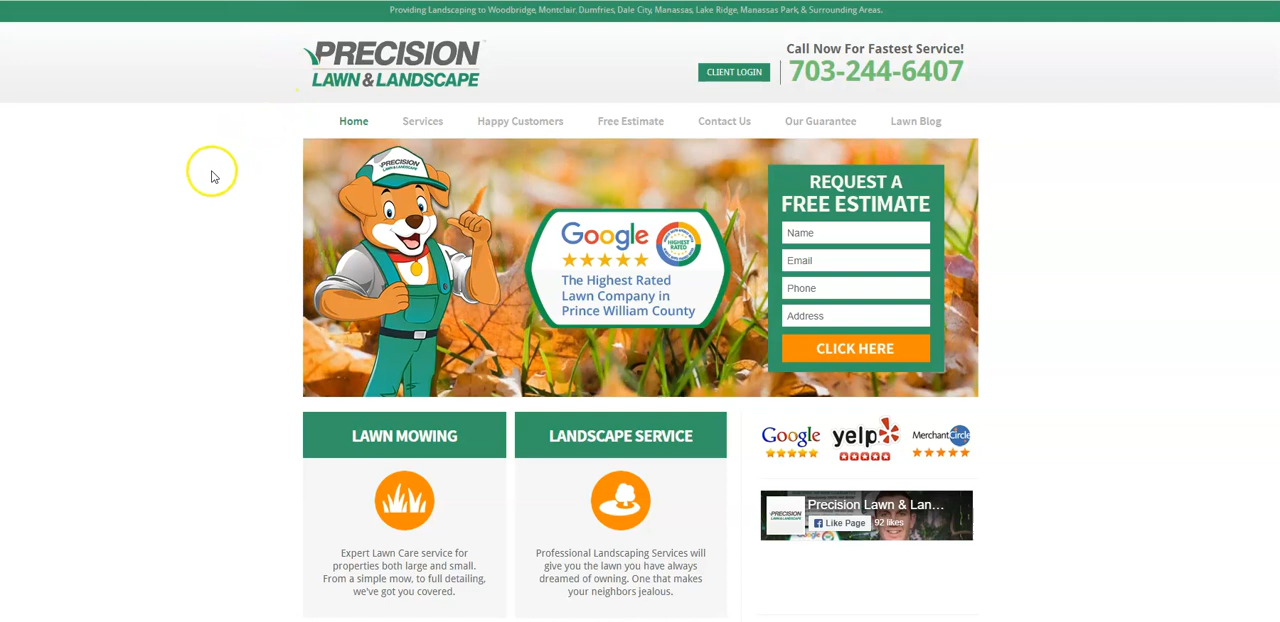 Providing Landscaping to Woodbridge, Montclair, Dumfries, Dale City, Manassas, Lake Ridge, Manassas Park, & Surrounding Areas.
PRECISION
LAWN & LANDSCAPE
Call Now For Fastest Service!
CLIENT LOGIN
703-244-6407
Home
Services
Happy Customers
Free Estimate
Contact Us
Our Guarantee
Lawn Blog
PRECISION
LAWN & LANDSCAPE
Google
HIGHEST
RATED
The Highest Rated
Lawn Company in
Prince William County
REQUEST A
FREE ESTIMATE
Name
Email
Phone
Address
CLICK HERE
LAWN MOWING
Expert Lawn Care service for
properties both large and small.
From a simple mow, to full detailing,
we've got you covered.
LANDSCAPE SERVICE
Professional Landscaping Services will
give you the lawn you have always
dreamed of owning. One that makes
your neighbors jealous.
Google
yelp
MerchantCircle
PRECISION
LAWN & LANDSCAPE
Precision Lawn & Lan...
Like Page
92 likes